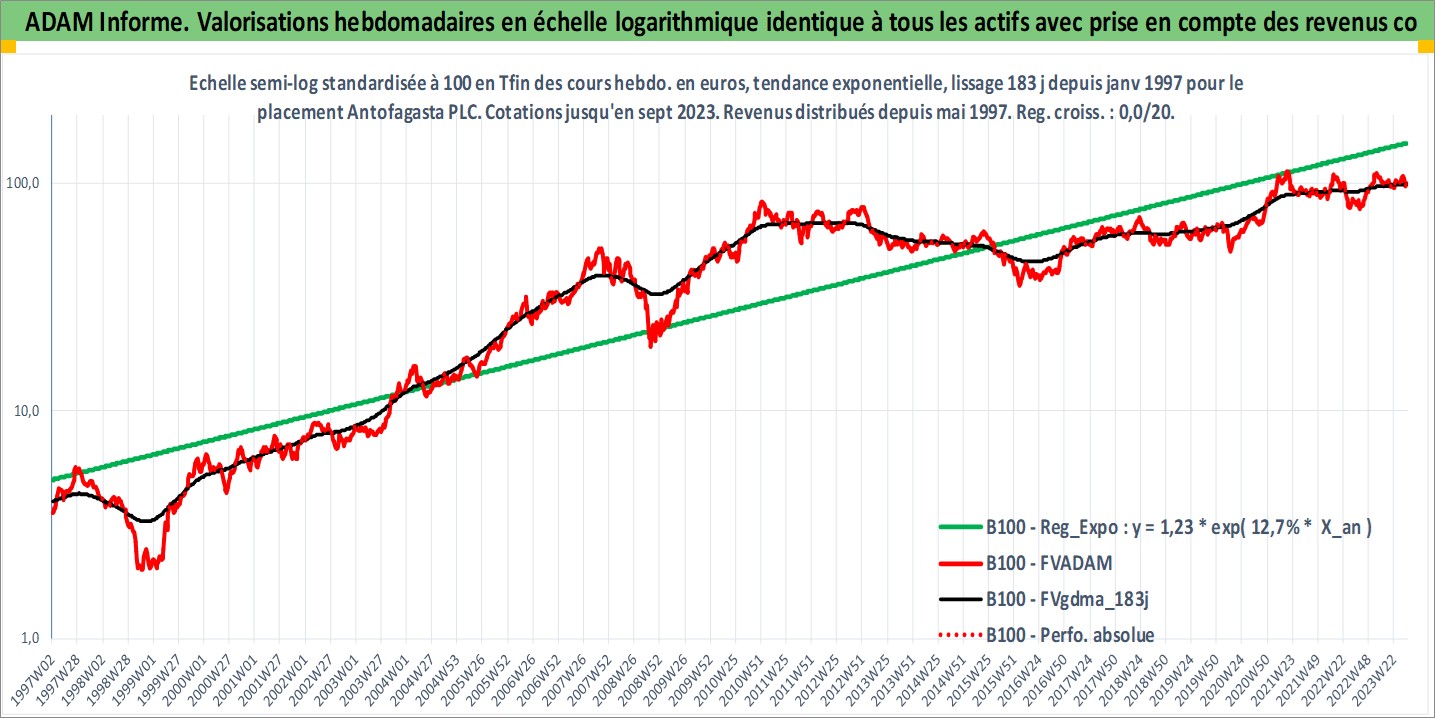 ADAM Informe. Valorisations hebdomadaires en échelle logarithmique identique à tous les actifs avec prise en compte des revenus co
Echelle semi-log standardisée à 100 en Tfin des cours hebdo. en euros, tendance exponentielle, lissage 183 j depuis janv 1997 pour le
placement Antofagasta PLC. Cotations jusqu'en sept 2023. Revenus distribués depuis mai 1997. Reg. croiss. : 0,0/20.
100,0
10,0
1,0
B100 - Reg_Expo : y = 1,23 * exp( 12,7% * X_an )
B100 - FVADAM
B100 - FVgdma_183j
B100 - Perfo. absolue
1997W02
1997W28
1998W02
1998W28
1999W01
1999W27
2000W01
2000W27
2001W01
2001W27
2002W01
2002W27
2003W01
2003W27
2004W01
2004W27
2004W53
2005W26
2005W52
2006W26
2006W52
2007W26
2007W52
2008W26
2008W52
2009W26
2009W52
2010W25
2010W51
2011W25
2011W51
2012W25
2012W51
2013W25
2013W51
2014W25
2014W51
2015W25
2015W51
2016W24
2016W50
2017W24
2017W50
2018W24
2018W50
2019W24
2019W50
2020W24
2020W50
2021W23
2021W49
2022W22
2022W48
2023W22